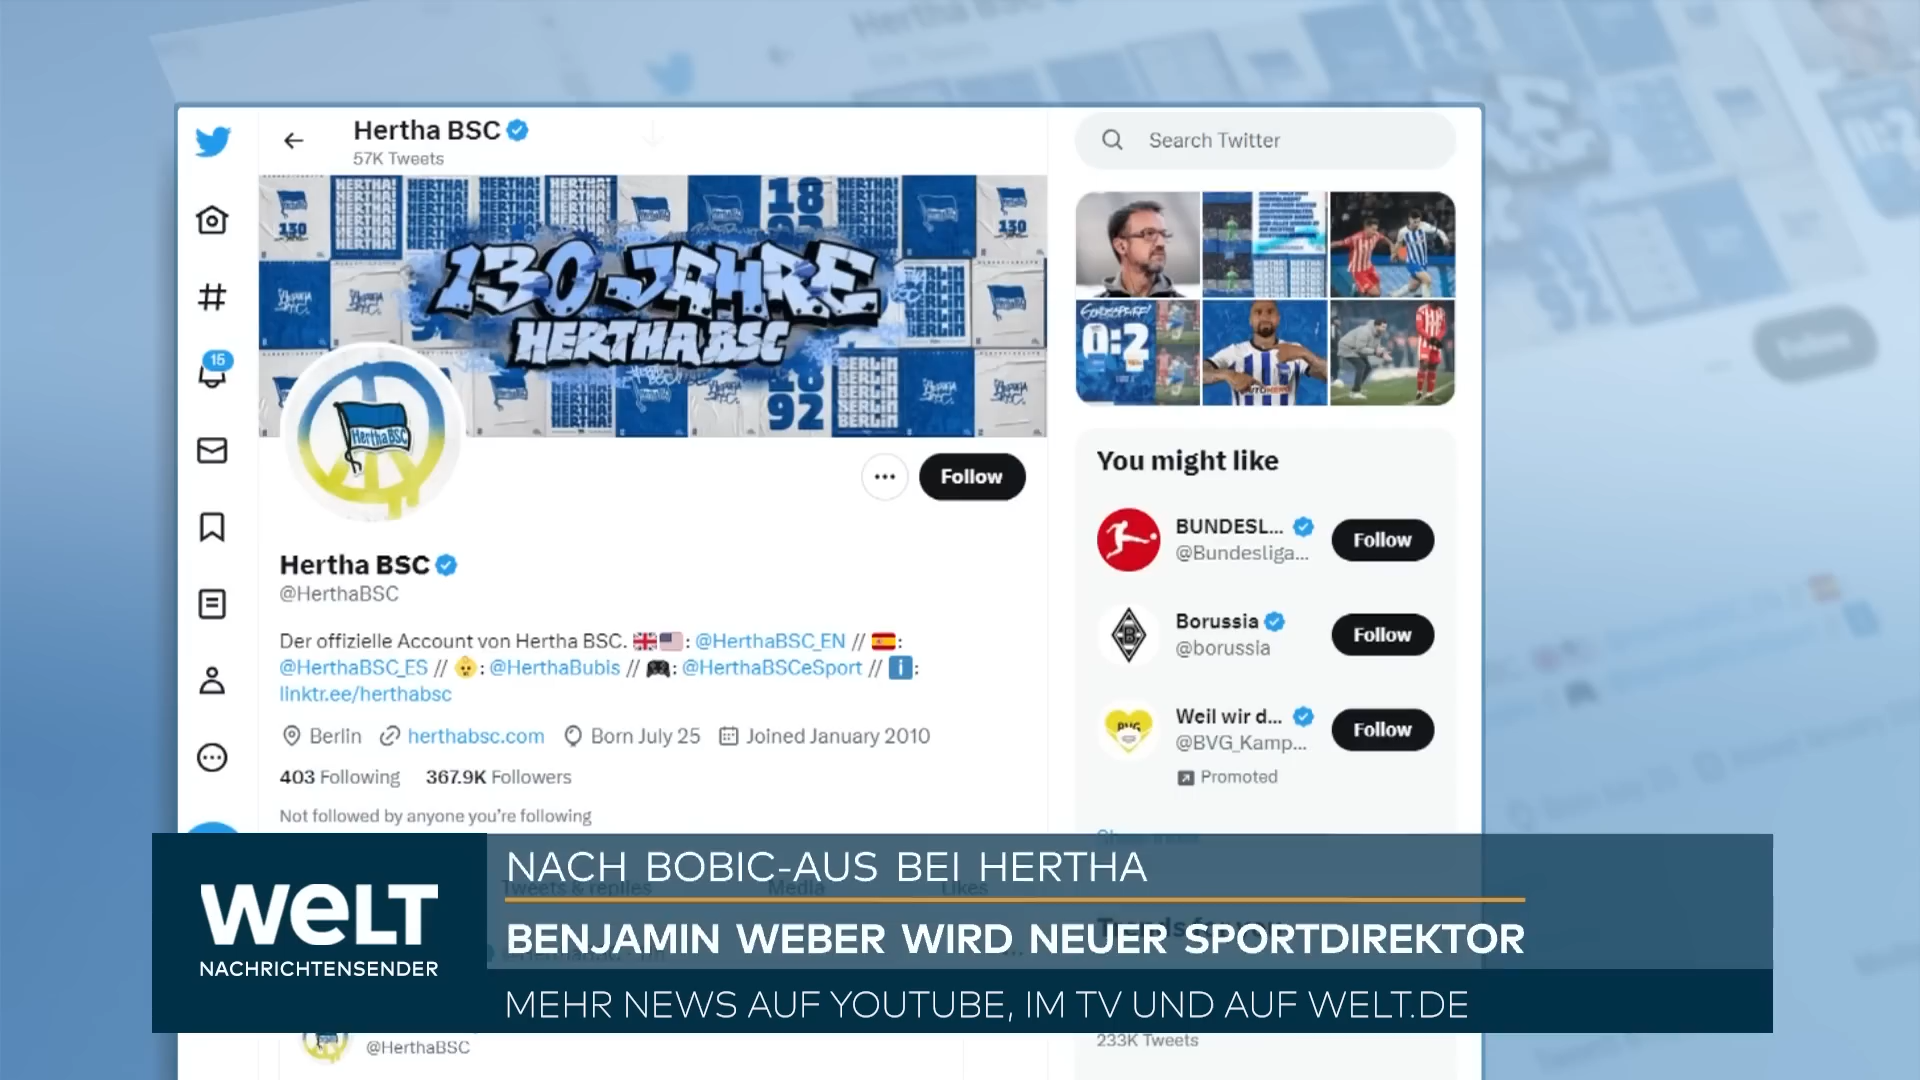 Hertha BSC
57K Tweets
Search Twitter
130 JAHRE
HERTHA BSC
HerthaBSC
0:2
15
Follow
You might like
Hertha BSC
@HerthaBSC
BUNDESL...
@Bundesliga...
Follow
Borussia
@borussia
Follow
Weil wir d...
@BVG_Kamp...
Follow
Promoted
Der offizielle Account von Hertha BSC. 🇬🇧🇺🇸: @HerthaBSC_EN // 🇪🇸:
@HerthaBSC_ES // 👶: @HerthaBubis // 🎮: @HerthaBSCeSport // ℹ️:
linktr.ee/herthabsc
Berlin herthabsc.com Born July 25 Joined January 2010
403 Following 367.9K Followers
Not followed by anyone you're following
Tweets & replies Media Likes
NACH BOBIC-AUS BEI HERTHA
BENJAMIN WEBER WIRD NEUER SPORTDIREKTOR
MEHR NEWS AUF YOUTUBE, IM TV UND AUF WELT.DE
WELT
NACHRICHTENSENDER
@HerthaBSC
233K Tweets